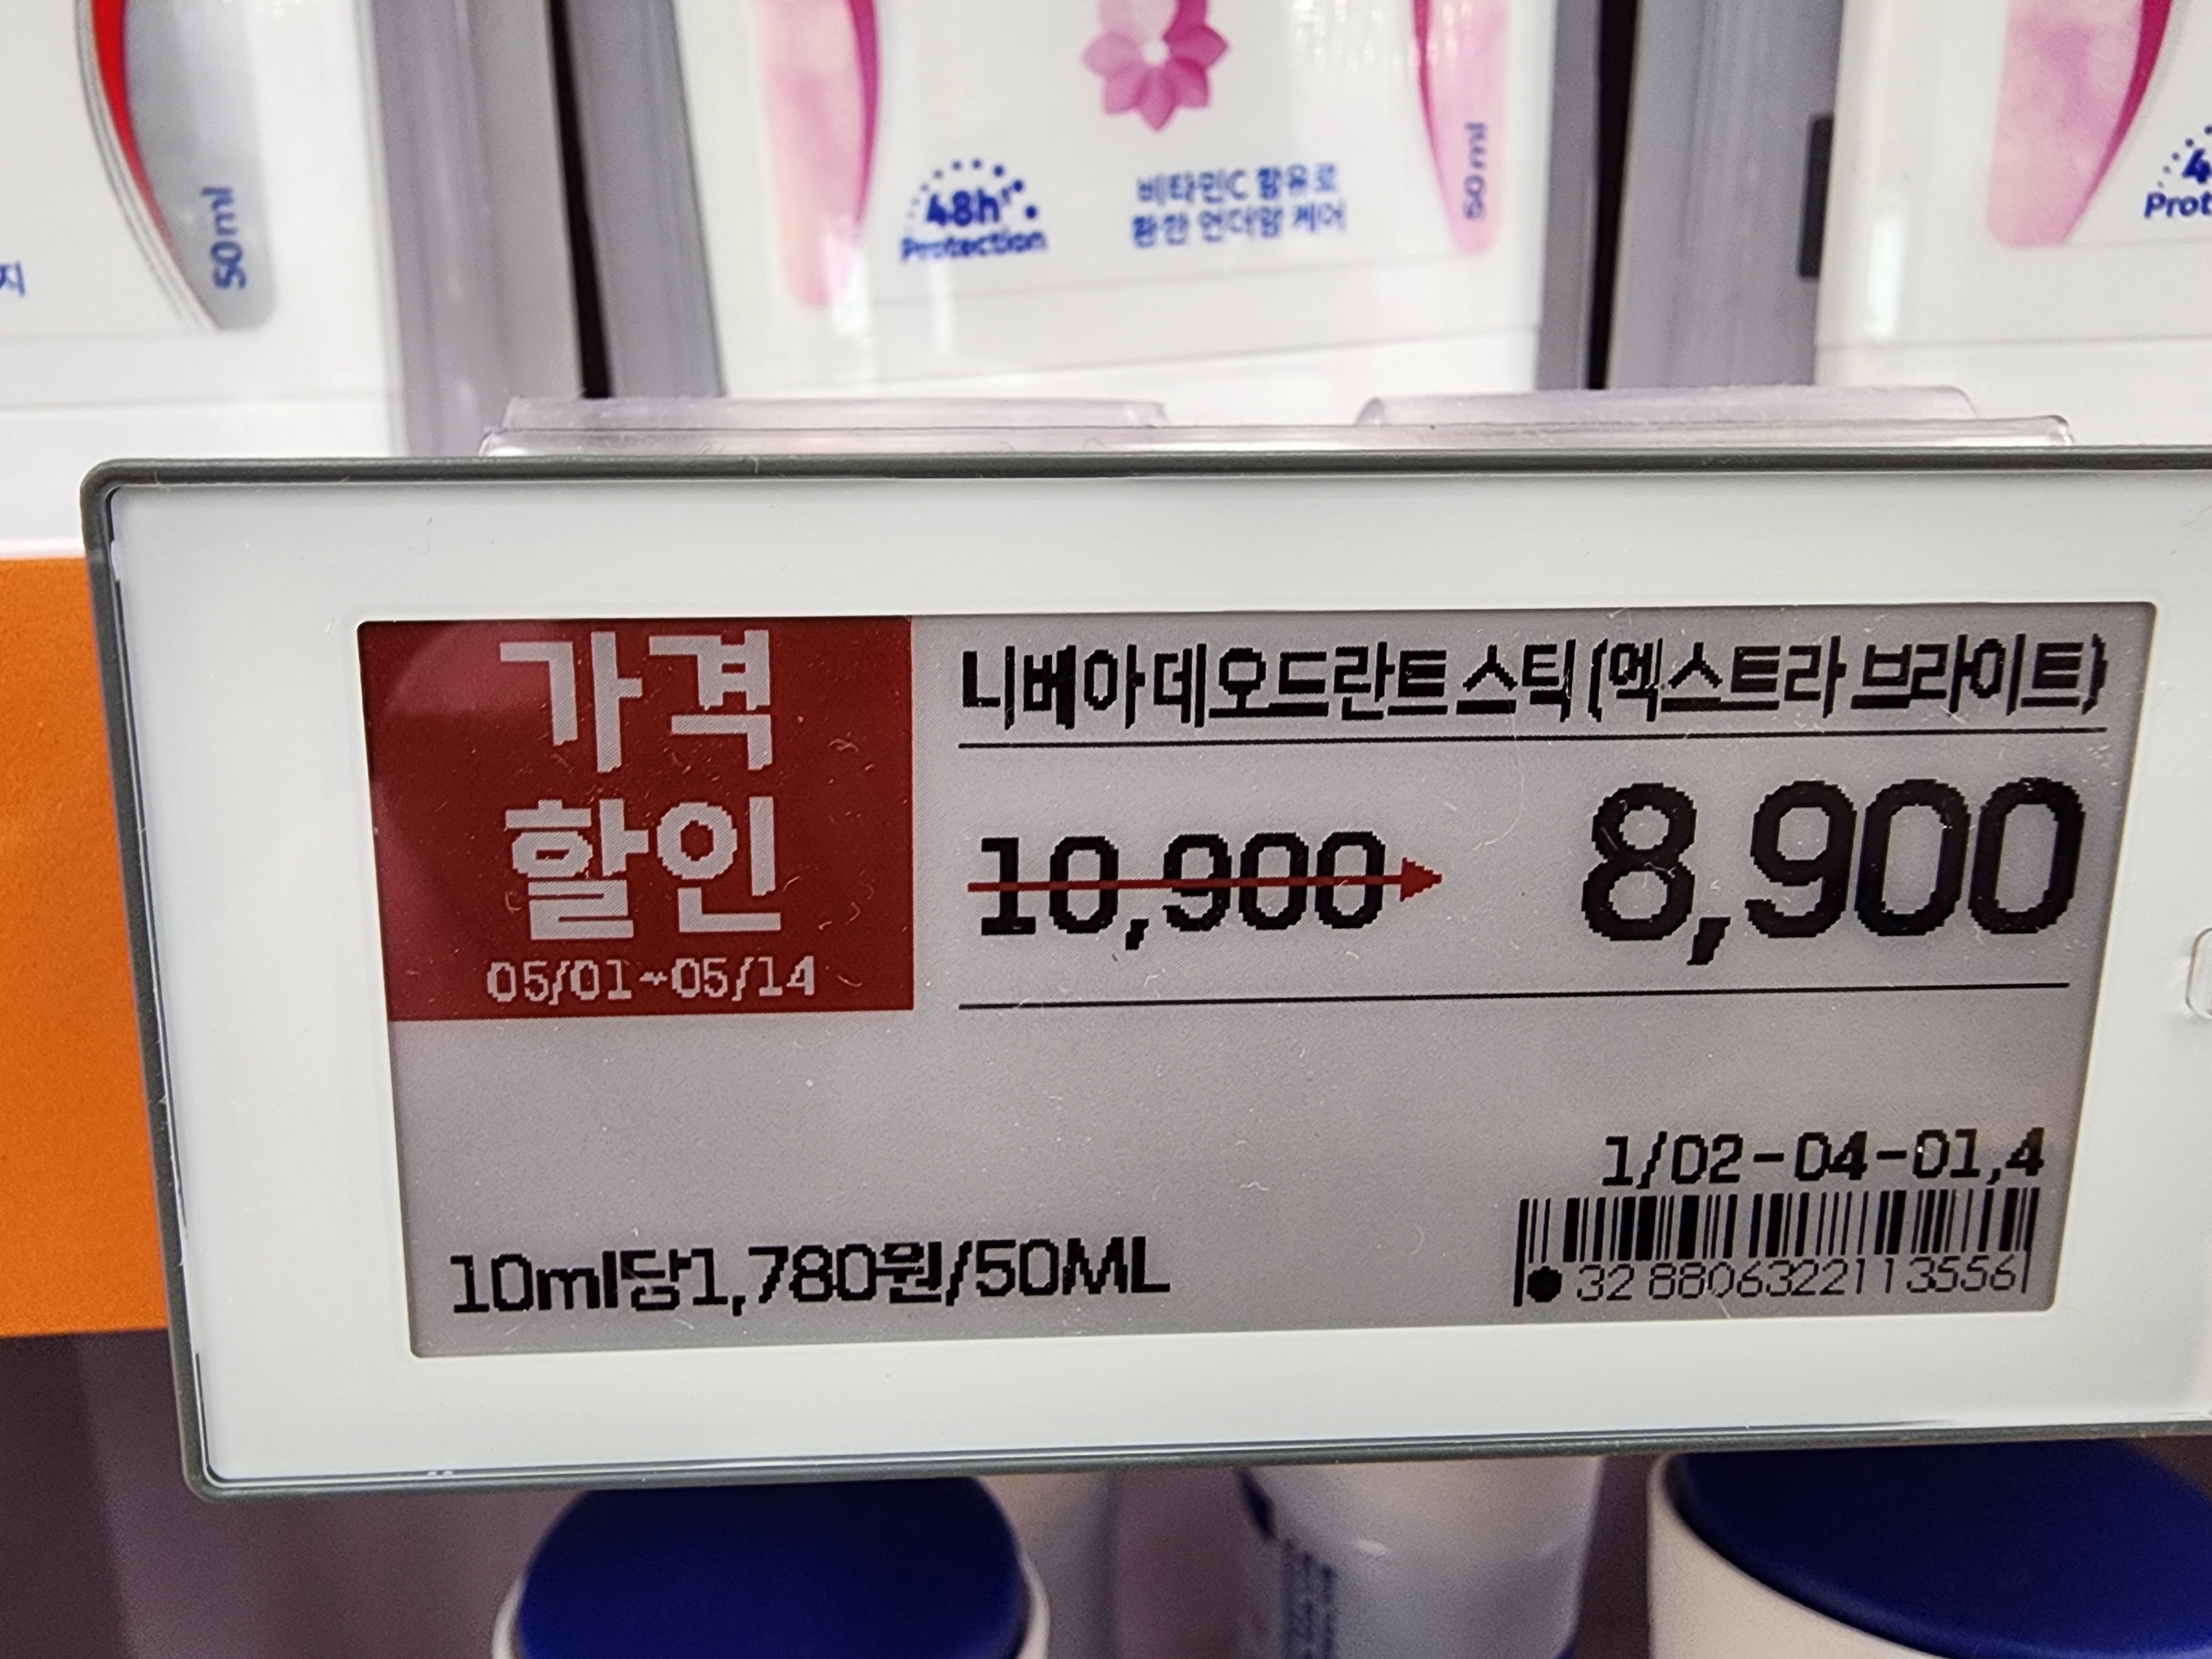 50ml
지
48h
Protection
비타민C 함유로
환한 언더암 케어
50ml
Prot
가격
할인
05/01~05/14
니베아데오드란트스틱(엑스트라 브라이트)
10,900
8,900
1/02-04-01,4
10ml당1,780원/50ML
32 8806322113556